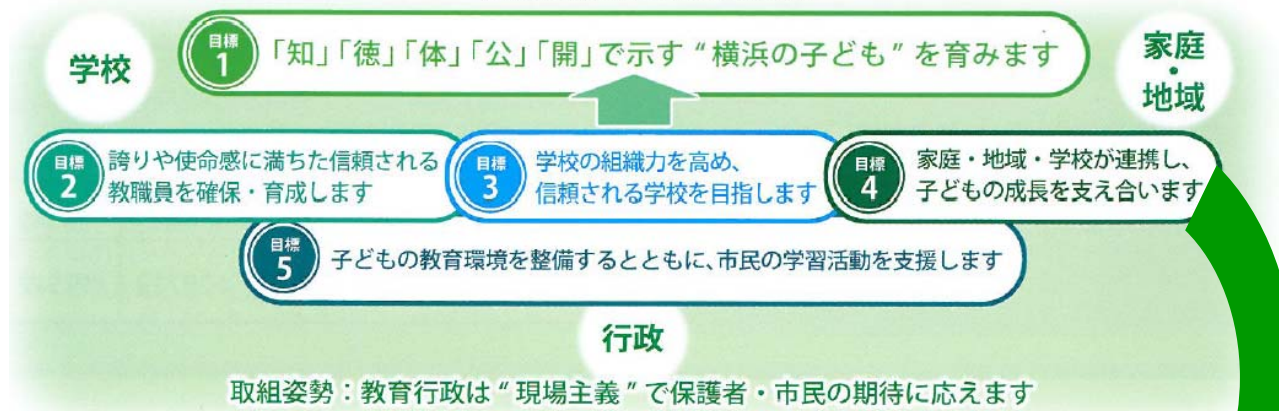 学校
目標
1
「知」「徳」「体」「公」「開」で示す“横浜の子ども”を育みます
家庭
・
地域
目標
2
誇りや使命感に満ちた信頼される
教職員を確保・育成します
目標
3
学校の組織力を高め、
信頼される学校を目指します
目標
4
家庭・地域・学校が連携し、
子どもの成長を支え合います
目標
5
子どもの教育環境を整備するとともに、市民の学習活動を支援します
行政
取組姿勢：教育行政は“現場主義”で保護者・市民の期待に応えます